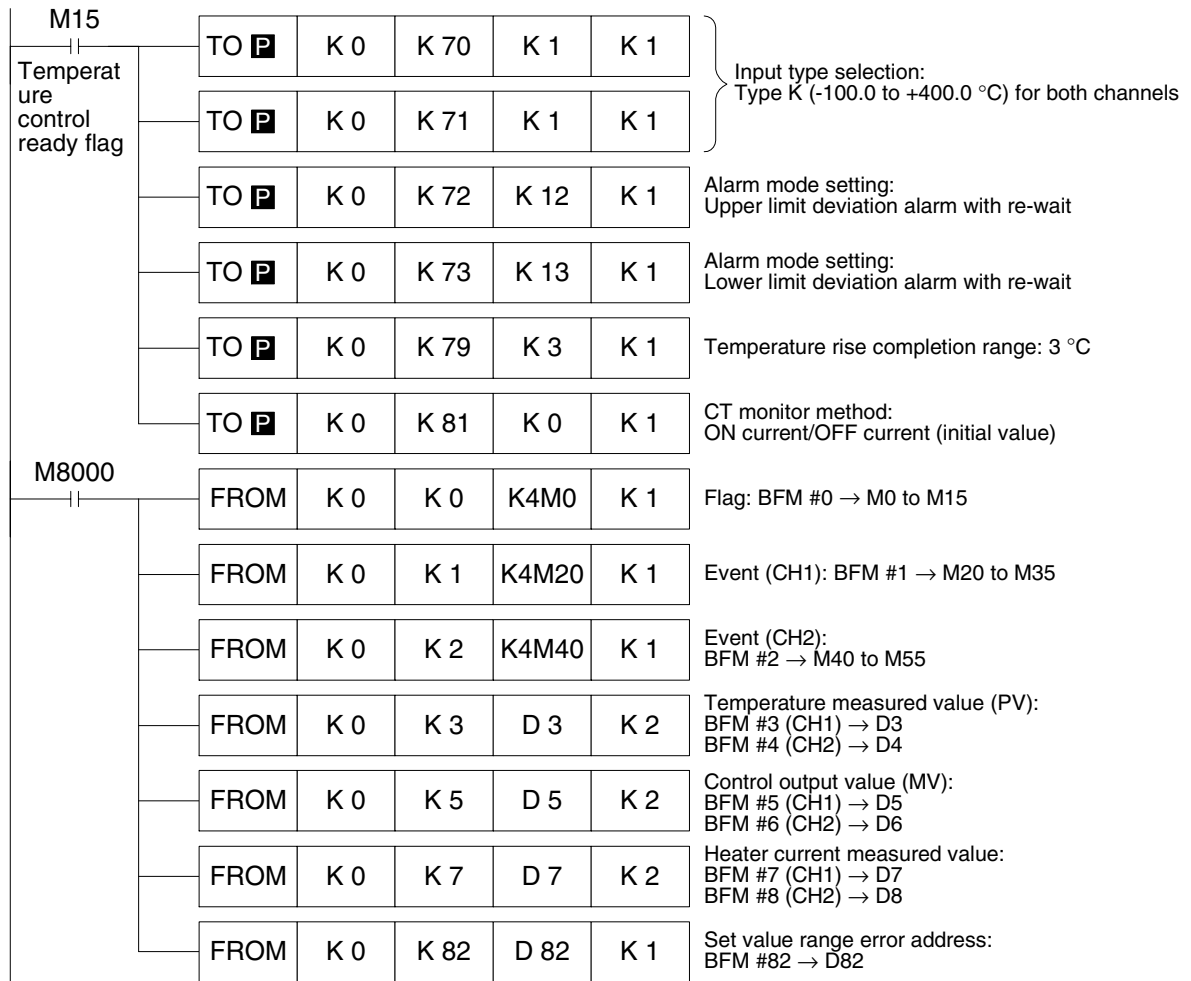 M15
Temperat
ure
control
ready flag
TO P K 0 K 70 K 1 K 1
TO P K 0 K 71 K 1 K 1
Input type selection:
Type K (-100.0 to +400.0 °C) for both channels
TO P K 0 K 72 K 12 K 1
Alarm mode setting:
Upper limit deviation alarm with re-wait
TO P K 0 K 73 K 13 K 1
Alarm mode setting:
Lower limit deviation alarm with re-wait
TO P K 0 K 79 K 3 K 1
Temperature rise completion range: 3 °C
TO P K 0 K 81 K 0 K 1
CT monitor method:
ON current/OFF current (initial value)
M8000
FROM K 0 K 0 K4M0 K 1
Flag: BFM #0 → M0 to M15
FROM K 0 K 1 K4M20 K 1
Event (CH1): BFM #1 → M20 to M35
FROM K 0 K 2 K4M40 K 1
Event (CH2):
BFM #2 → M40 to M55
FROM K 0 K 3 D 3 K 2
Temperature measured value (PV):
BFM #3 (CH1) → D3
BFM #4 (CH2) → D4
FROM K 0 K 5 D 5 K 2
Control output value (MV):
BFM #5 (CH1) → D5
BFM #6 (CH2) → D6
FROM K 0 K 7 D 7 K 2
Heater current measured value:
BFM #7 (CH1) → D7
BFM #8 (CH2) → D8
FROM K 0 K 82 D 82 K 1
Set value range error address:
BFM #82 → D82